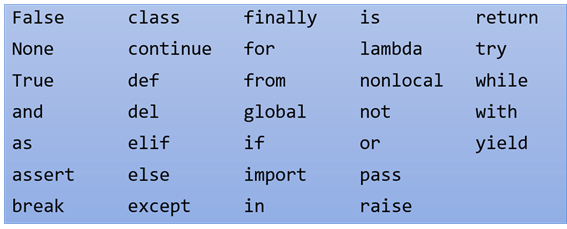 False class finally is return
None continue for lambda try
True def from nonlocal while
and del global not with
as elif if or yield
assert else import pass
break except in raise